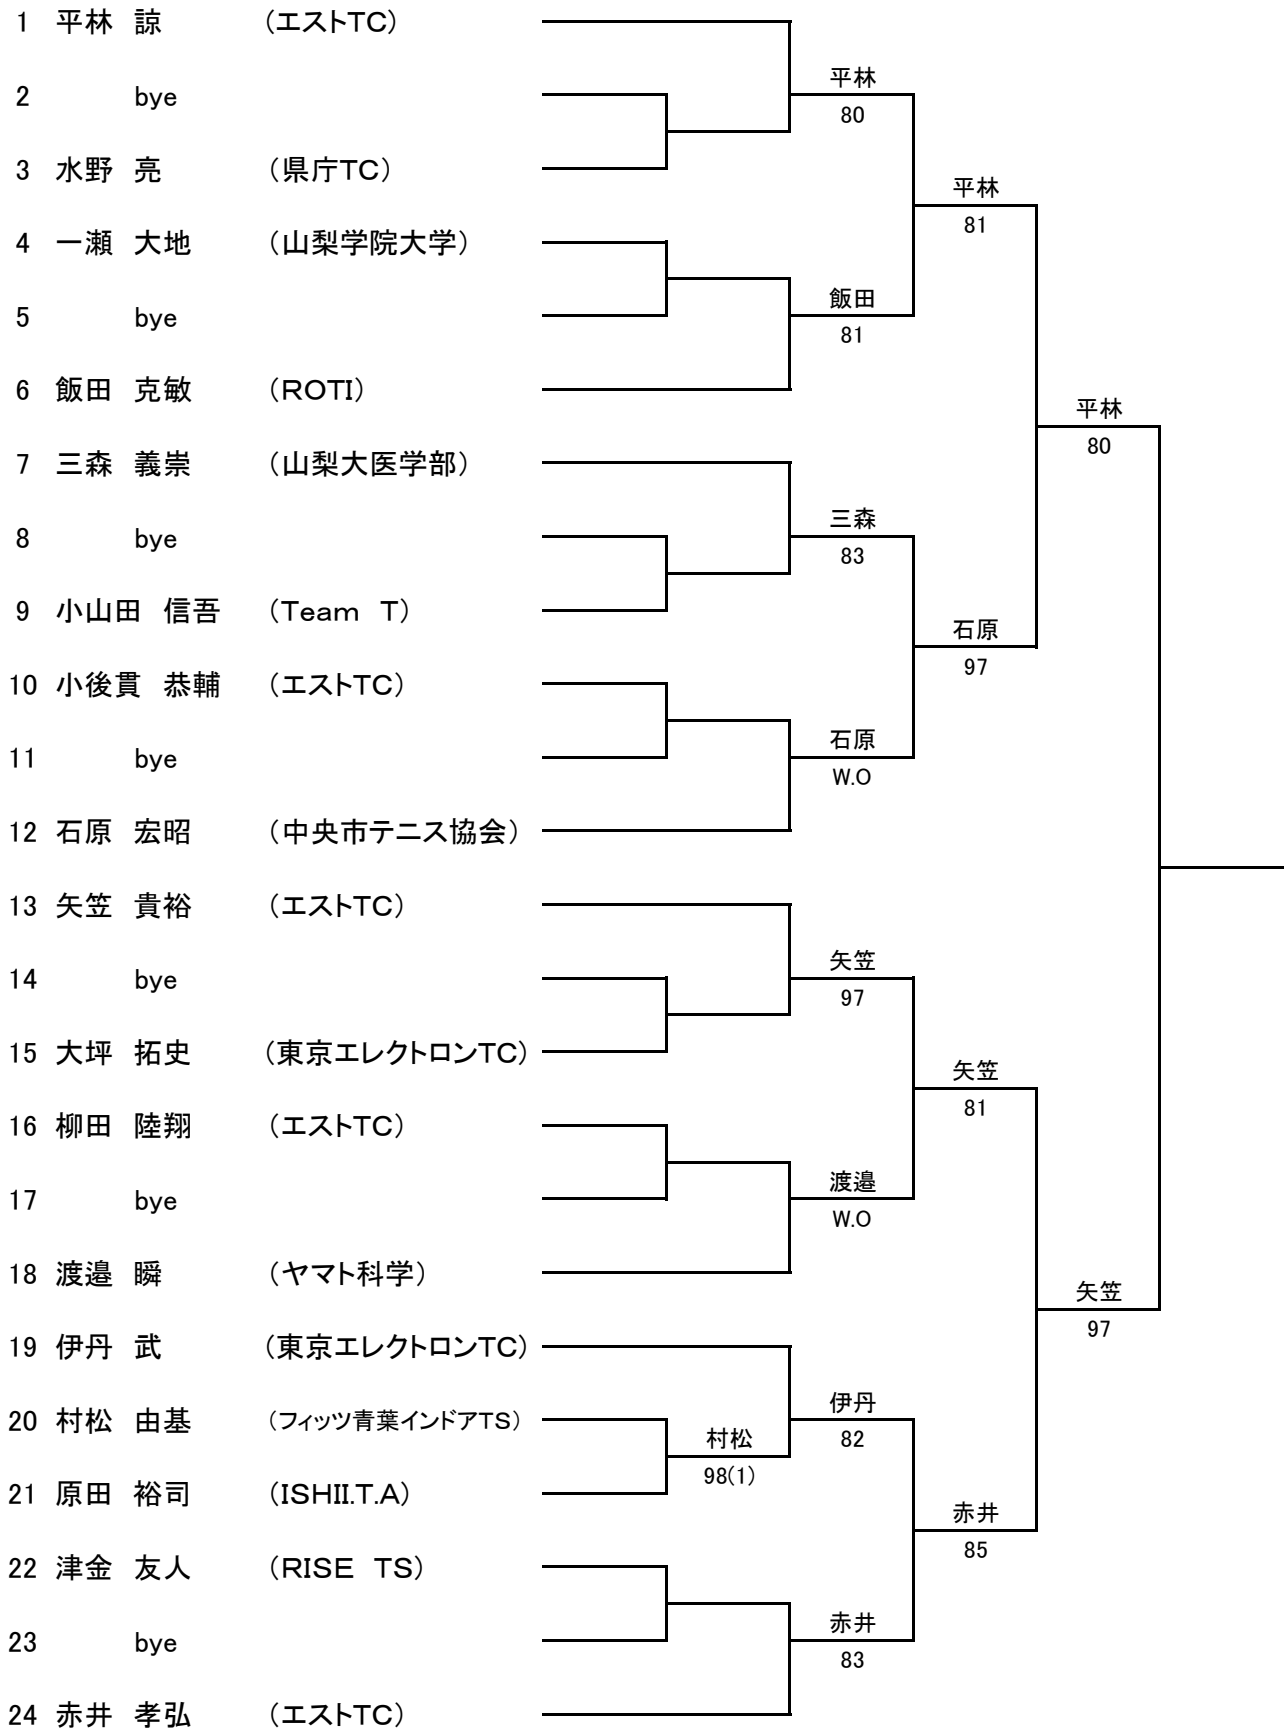 1 平林 諒 (エストTC)
平林
2 bye
80
3 水野 亮 (県庁TC)
平林
81
4 一瀬 大地 (山梨学院大学)
飯田
5 bye
81
6 飯田 克敏 (ROTI)
平林
80
7 三森 義崇 (山梨大医学部)
三森
8 bye
83
9 小山田 信吾 (Team T)
石原
97
10 小後貫 恭輔 (エストTC)
石原
11 bye
W.O
12 石原 宏昭 (中央市テニス協会)
13 矢笠 貴裕 (エストTC)
矢笠
14 bye
97
15 大坪 拓史 (東京エレクトロンTC)
矢笠
81
16 柳田 陸翔 (エストTC)
渡邉
17 bye
W.O
18 渡邉 瞬 (ヤマト科学)
矢笠
97
19 伊丹 武 (東京エレクトロンTC)
伊丹
20 村松 由基 (フィッツ青葉インドアTS)
村松
82
98(1)
21 原田 裕司 (ISHII.T.A)
赤井
85
22 津金 友人 (RISE TS)
赤井
23 bye
83
24 赤井 孝弘 (エストTC)